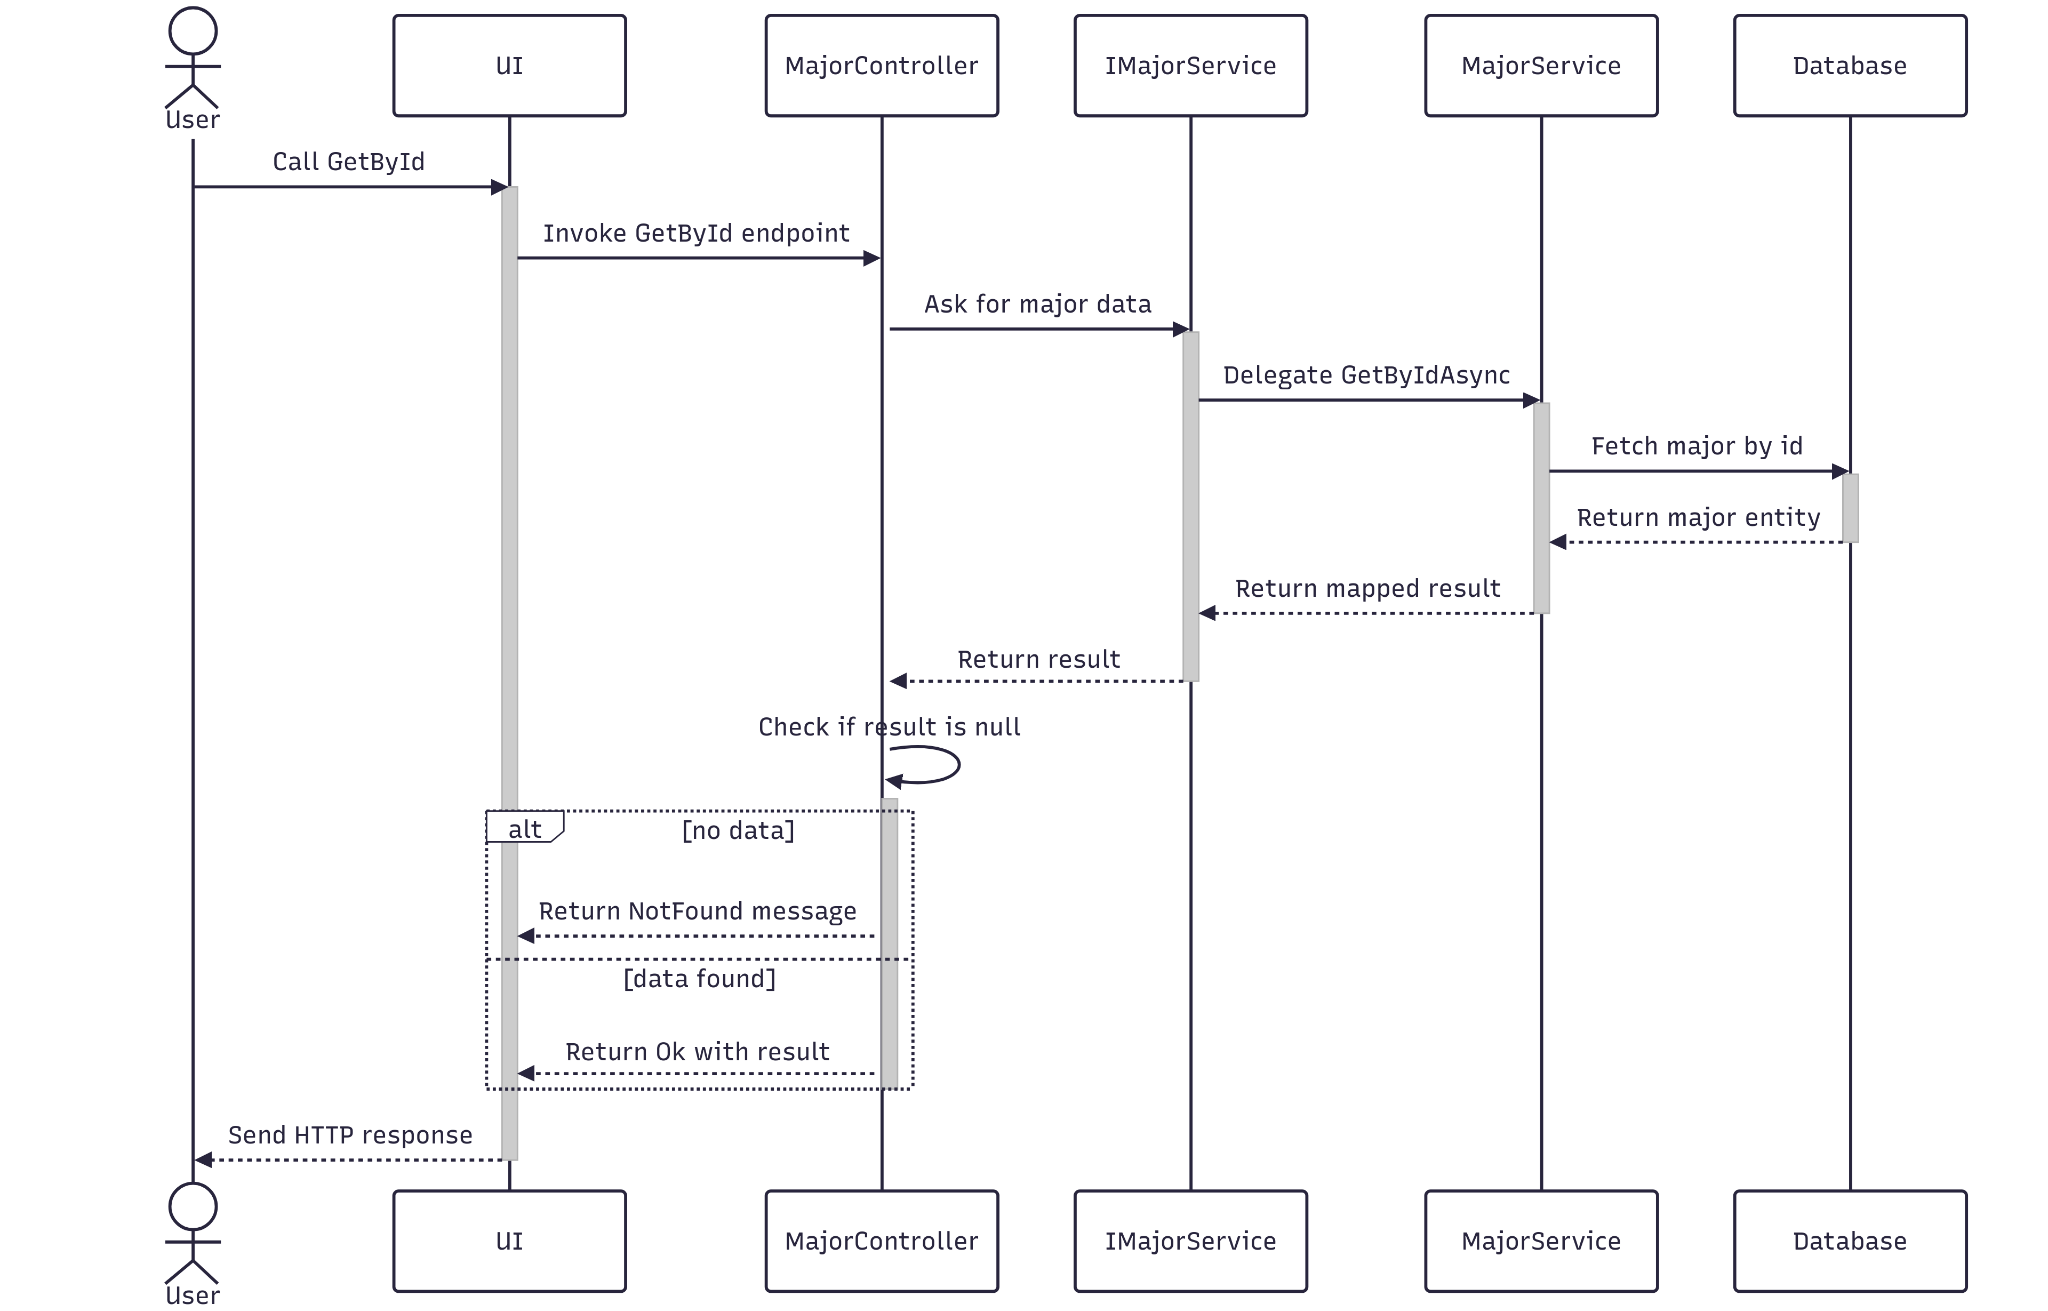 User
UI
MajorController
IMajorService
MajorService
Database
Call GetById
Invoke GetById endpoint
Ask for major data
Delegate GetByIdAsync
Fetch major by id
Return major entity
Return mapped result
Return result
Check if result is null
alt
[no data]
Return NotFound message
[data found]
Return Ok with result
Send HTTP response
User
UI
MajorController
IMajorService
MajorService
Database